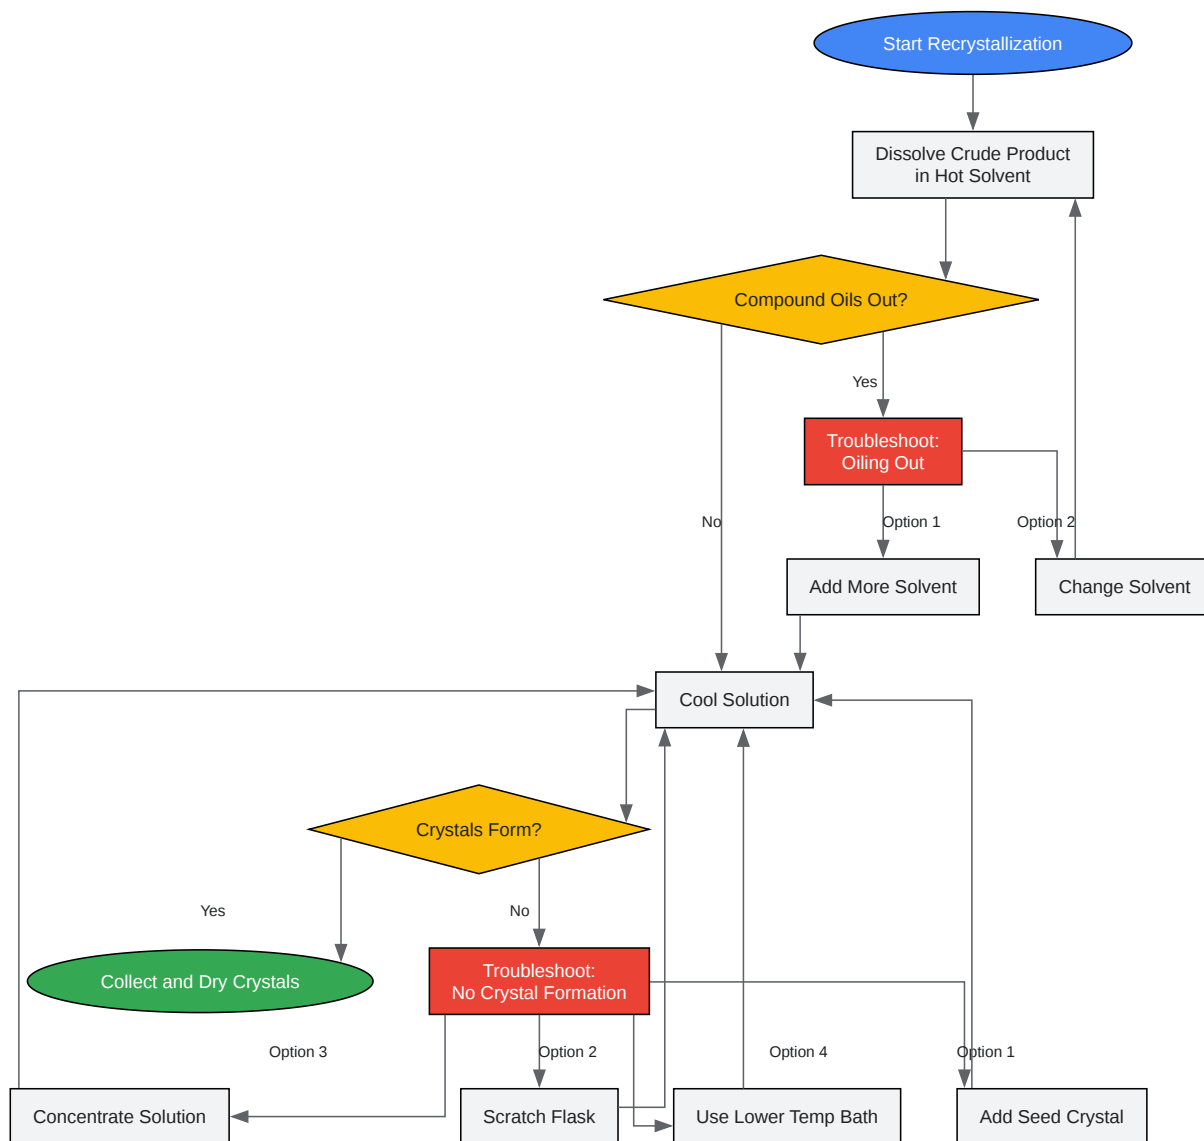 Start Recrystallization
Dissolve Crude Product
in Hot Solvent
Compound Oils Out?
Yes
Troubleshoot:
Oiling Out
No
Option 1
Option 2
Add More Solvent
Change Solvent
Cool Solution
Crystals Form?
Yes
No
Collect and Dry Crystals
Troubleshoot:
No Crystal Formation
Option 3
Option 2
Option 4
Option 1
Concentrate Solution
Scratch Flask
Use Lower Temp Bath
Add Seed Crystal